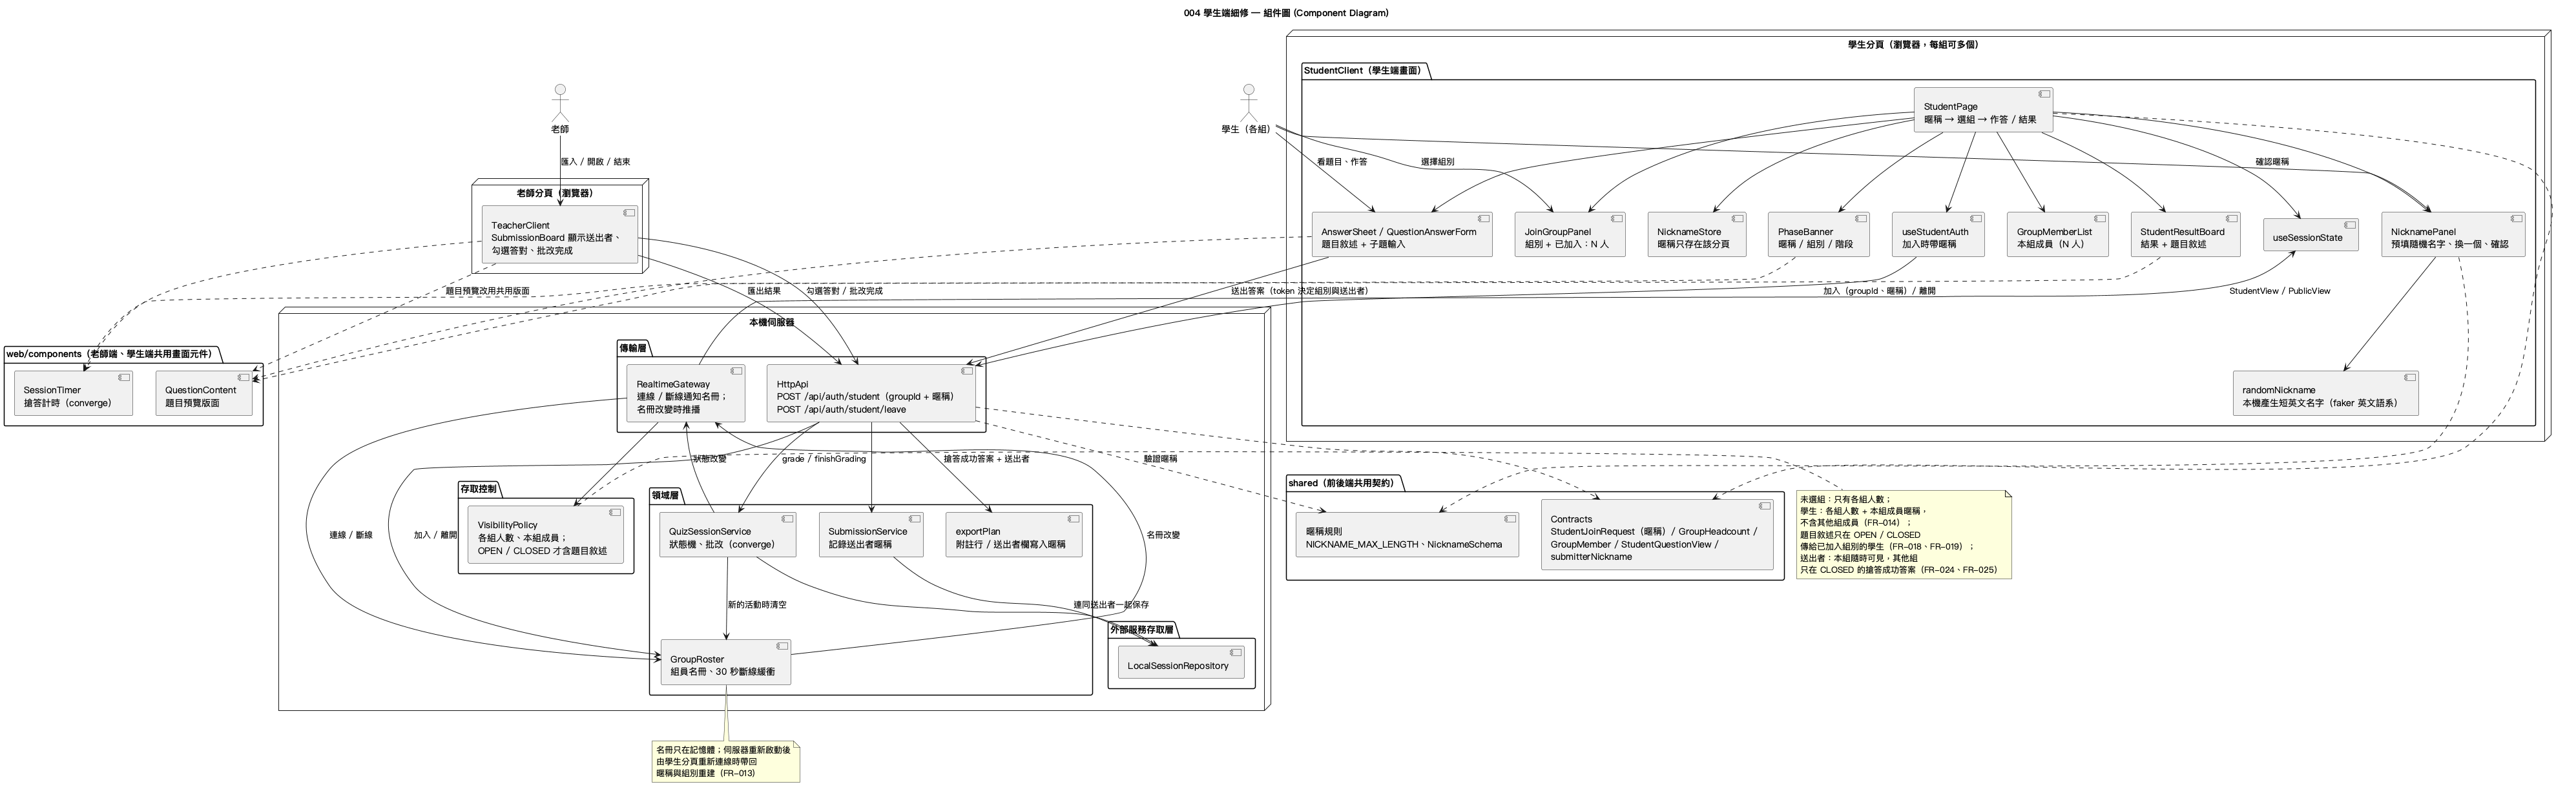 004 學生端細修 — 組件圖 (Component Diagram)
學生分頁（瀏覽器，每組可多個）
StudentClient（學生端畫面）
StudentPage
暱稱 → 選組 → 作答 / 結果
老師
學生（各組）
匯入 / 開啟 / 結束
看題目、作答
選擇組別
確認暱稱
老師分頁（瀏覽器）
TeacherClient
SubmissionBoard 顯示送出者、
勾選答對、批改完成
AnswerSheet / QuestionAnswerForm
題目敘述 + 子題輸入
JoinGroupPanel
組別 + 已加入：N 人
NicknameStore
暱稱只存在該分頁
PhaseBanner
暱稱 / 組別 / 階段
useStudentAuth
加入時帶暱稱
GroupMemberList
本組成員（N 人）
StudentResultBoard
結果 + 題目敘述
useSessionState
NicknamePanel
預填隨機名字、換一個、確認
題目預覽改用共用版面
匯出結果
勾選答對 / 批改完成
送出答案（token 決定組別與送出者）
加入（groupId、暱稱）/ 離開
StudentView / PublicView
本機伺服器
web/components（老師端、學生端共用畫面元件）
SessionTimer
搶答計時（converge）
QuestionContent
題目預覽版面
傳輸層
RealtimeGateway
連線 / 斷線通知名冊；
名冊改變時推播
HttpApi
POST /api/auth/student（groupId + 暱稱）
POST /api/auth/student/leave
randomNickname
本機產生短英文名字（faker 英文語系）
狀態改變
grade / finishGrading
搶答成功答案 + 送出者
驗證暱稱
存取控制
VisibilityPolicy
各組人數、本組成員；
OPEN / CLOSED 才含題目敘述
領域層
QuizSessionService
狀態機、批改（converge）
SubmissionService
記錄送出者暱稱
exportPlan
附註行 / 送出者欄寫入暱稱
shared（前後端共用契約）
暱稱規則
NICKNAME_MAX_LENGTH、NicknameSchema
Contracts
StudentJoinRequest（暱稱）/ GroupHeadcount /
GroupMember / StudentQuestionView /
submitterNickname
未選組：只有各組人數；
學生：各組人數 + 本組成員暱稱，
不含其他組成員（FR-014）；
題目敘述只在 OPEN / CLOSED
傳給已加入組別的學生（FR-018、FR-019）；
送出者：本組隨時可見，其他組
只在 CLOSED 的搶答成功答案（FR-024、FR-025）
連線 / 斷線
加入 / 離開
名冊改變
新的活動時清空
連同送出者一起保存
外部服務存取層
LocalSessionRepository
GroupRoster
組員名冊、30 秒斷線緩衝
名冊只在記憶體；伺服器重新啟動後
由學生分頁重新連線時帶回
暱稱與組別重建（FR-013）